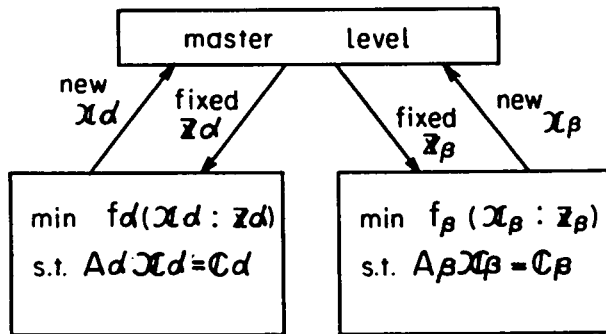 master level
new 𝕏α
fixed ℤα
fixed ℤβ
new 𝕏β
min fα(𝕏α : ℤα)
s.t. Aα𝕏α=ℂα
min fβ (𝕏β : ℤβ)
s.t. Aβ𝕏β=ℂβ